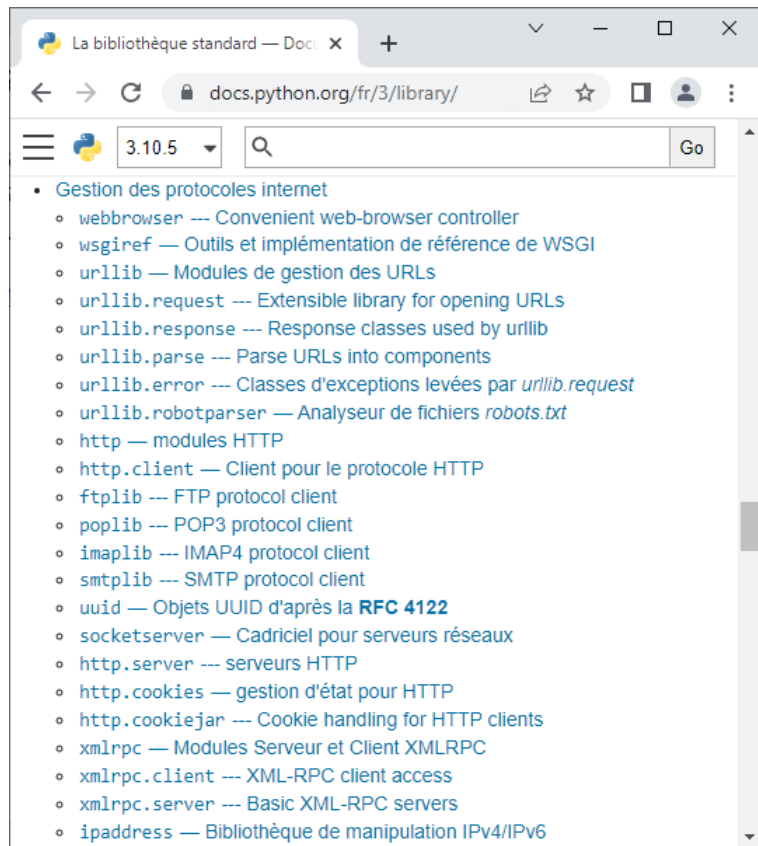 La bibliothèque standard — Doc
docs.python.org/fr/3/library/
3.10.5
Go
Gestion des protocoles internet
webbrowser --- Convenient web-browser controller
wsgiref — Outils et implémentation de référence de WSGI
urllib — Modules de gestion des URLs
urllib.request --- Extensible library for opening URLs
urllib.response --- Response classes used by urllib
urllib.parse --- Parse URLs into components
urllib.error --- Classes d'exceptions levées par urllib.request
urllib.robotparser — Analyseur de fichiers robots.txt
http — modules HTTP
http.client — Client pour le protocole HTTP
ftplib --- FTP protocol client
poplib --- POP3 protocol client
imaplib --- IMAP4 protocol client
smtplib --- SMTP protocol client
uuid — Objets UUID d'après la RFC 4122
socketserver — Cadriciel pour serveurs réseaux
http.server --- serveurs HTTP
http.cookies — gestion d'état pour HTTP
http.cookiejar --- Cookie handling for HTTP clients
xmlrpc — Modules Serveur et Client XMLRPC
xmlrpc.client --- XML-RPC client access
xmlrpc.server --- Basic XML-RPC servers
ipaddress — Bibliothèque de manipulation IPv4/IPv6